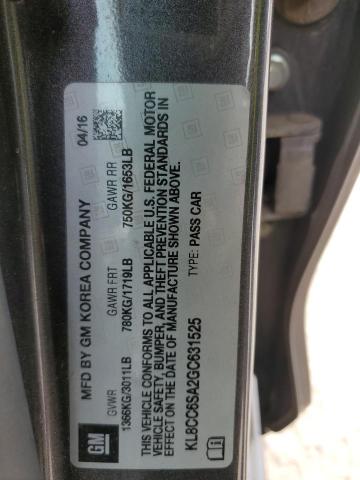 GM
MFD BY GM KOREA COMPANY 04/16
GVWR GAWR FRT GAWR RR
1366KG/3011LB 780KG/1719LB 750KG/1653LB
THIS VEHICLE CONFORMS TO ALL APPLICABLE U.S. FEDERAL MOTOR
VEHICLE SAFETY, BUMPER, AND THEFT PREVENTION STANDARDS IN
EFFECT ON THE DATE OF MANUFACTURE SHOWN ABOVE.
KL8CC6SA2GC631525 TYPE: PASS CAR